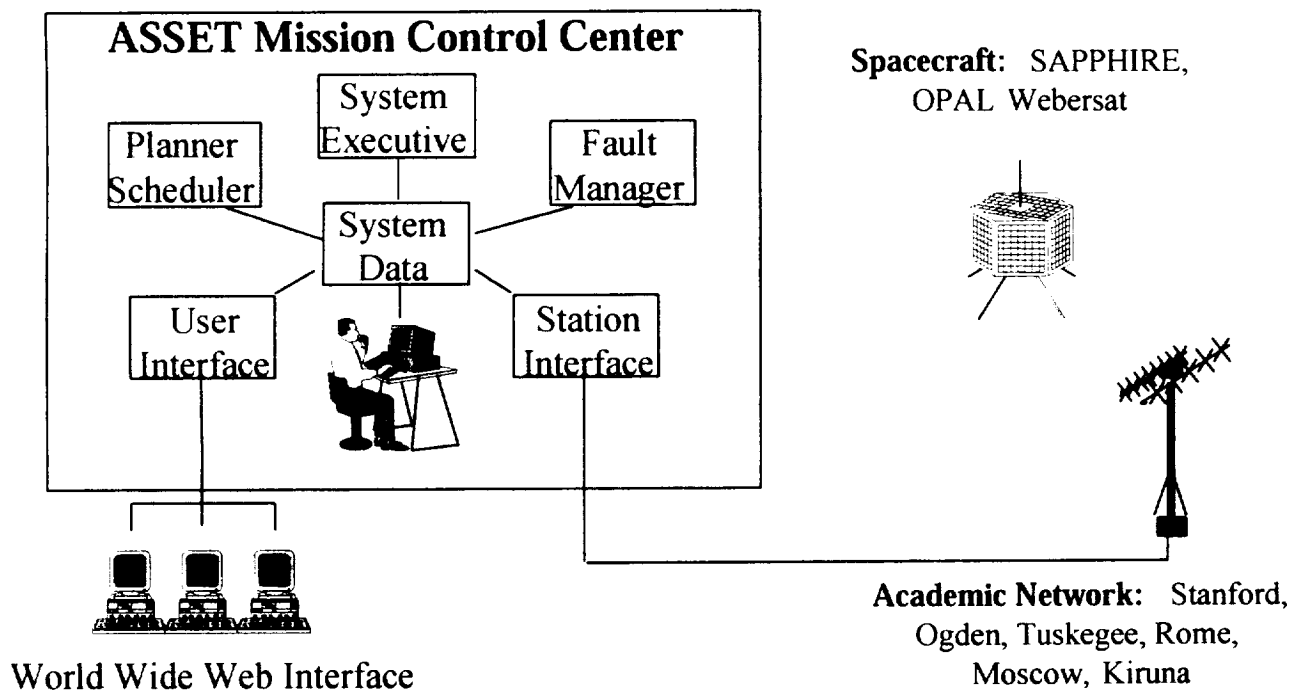 ASSET Mission Control Center
System
Executive
Planner
Scheduler
Fault
Manager
System
Data
User
Interface
Station
Interface
World Wide Web Interface
Spacecraft: SAPPHIRE,
OPAL Webersat
Academic Network: Stanford,
Ogden, Tuskegee, Rome,
Moscow, Kiruna